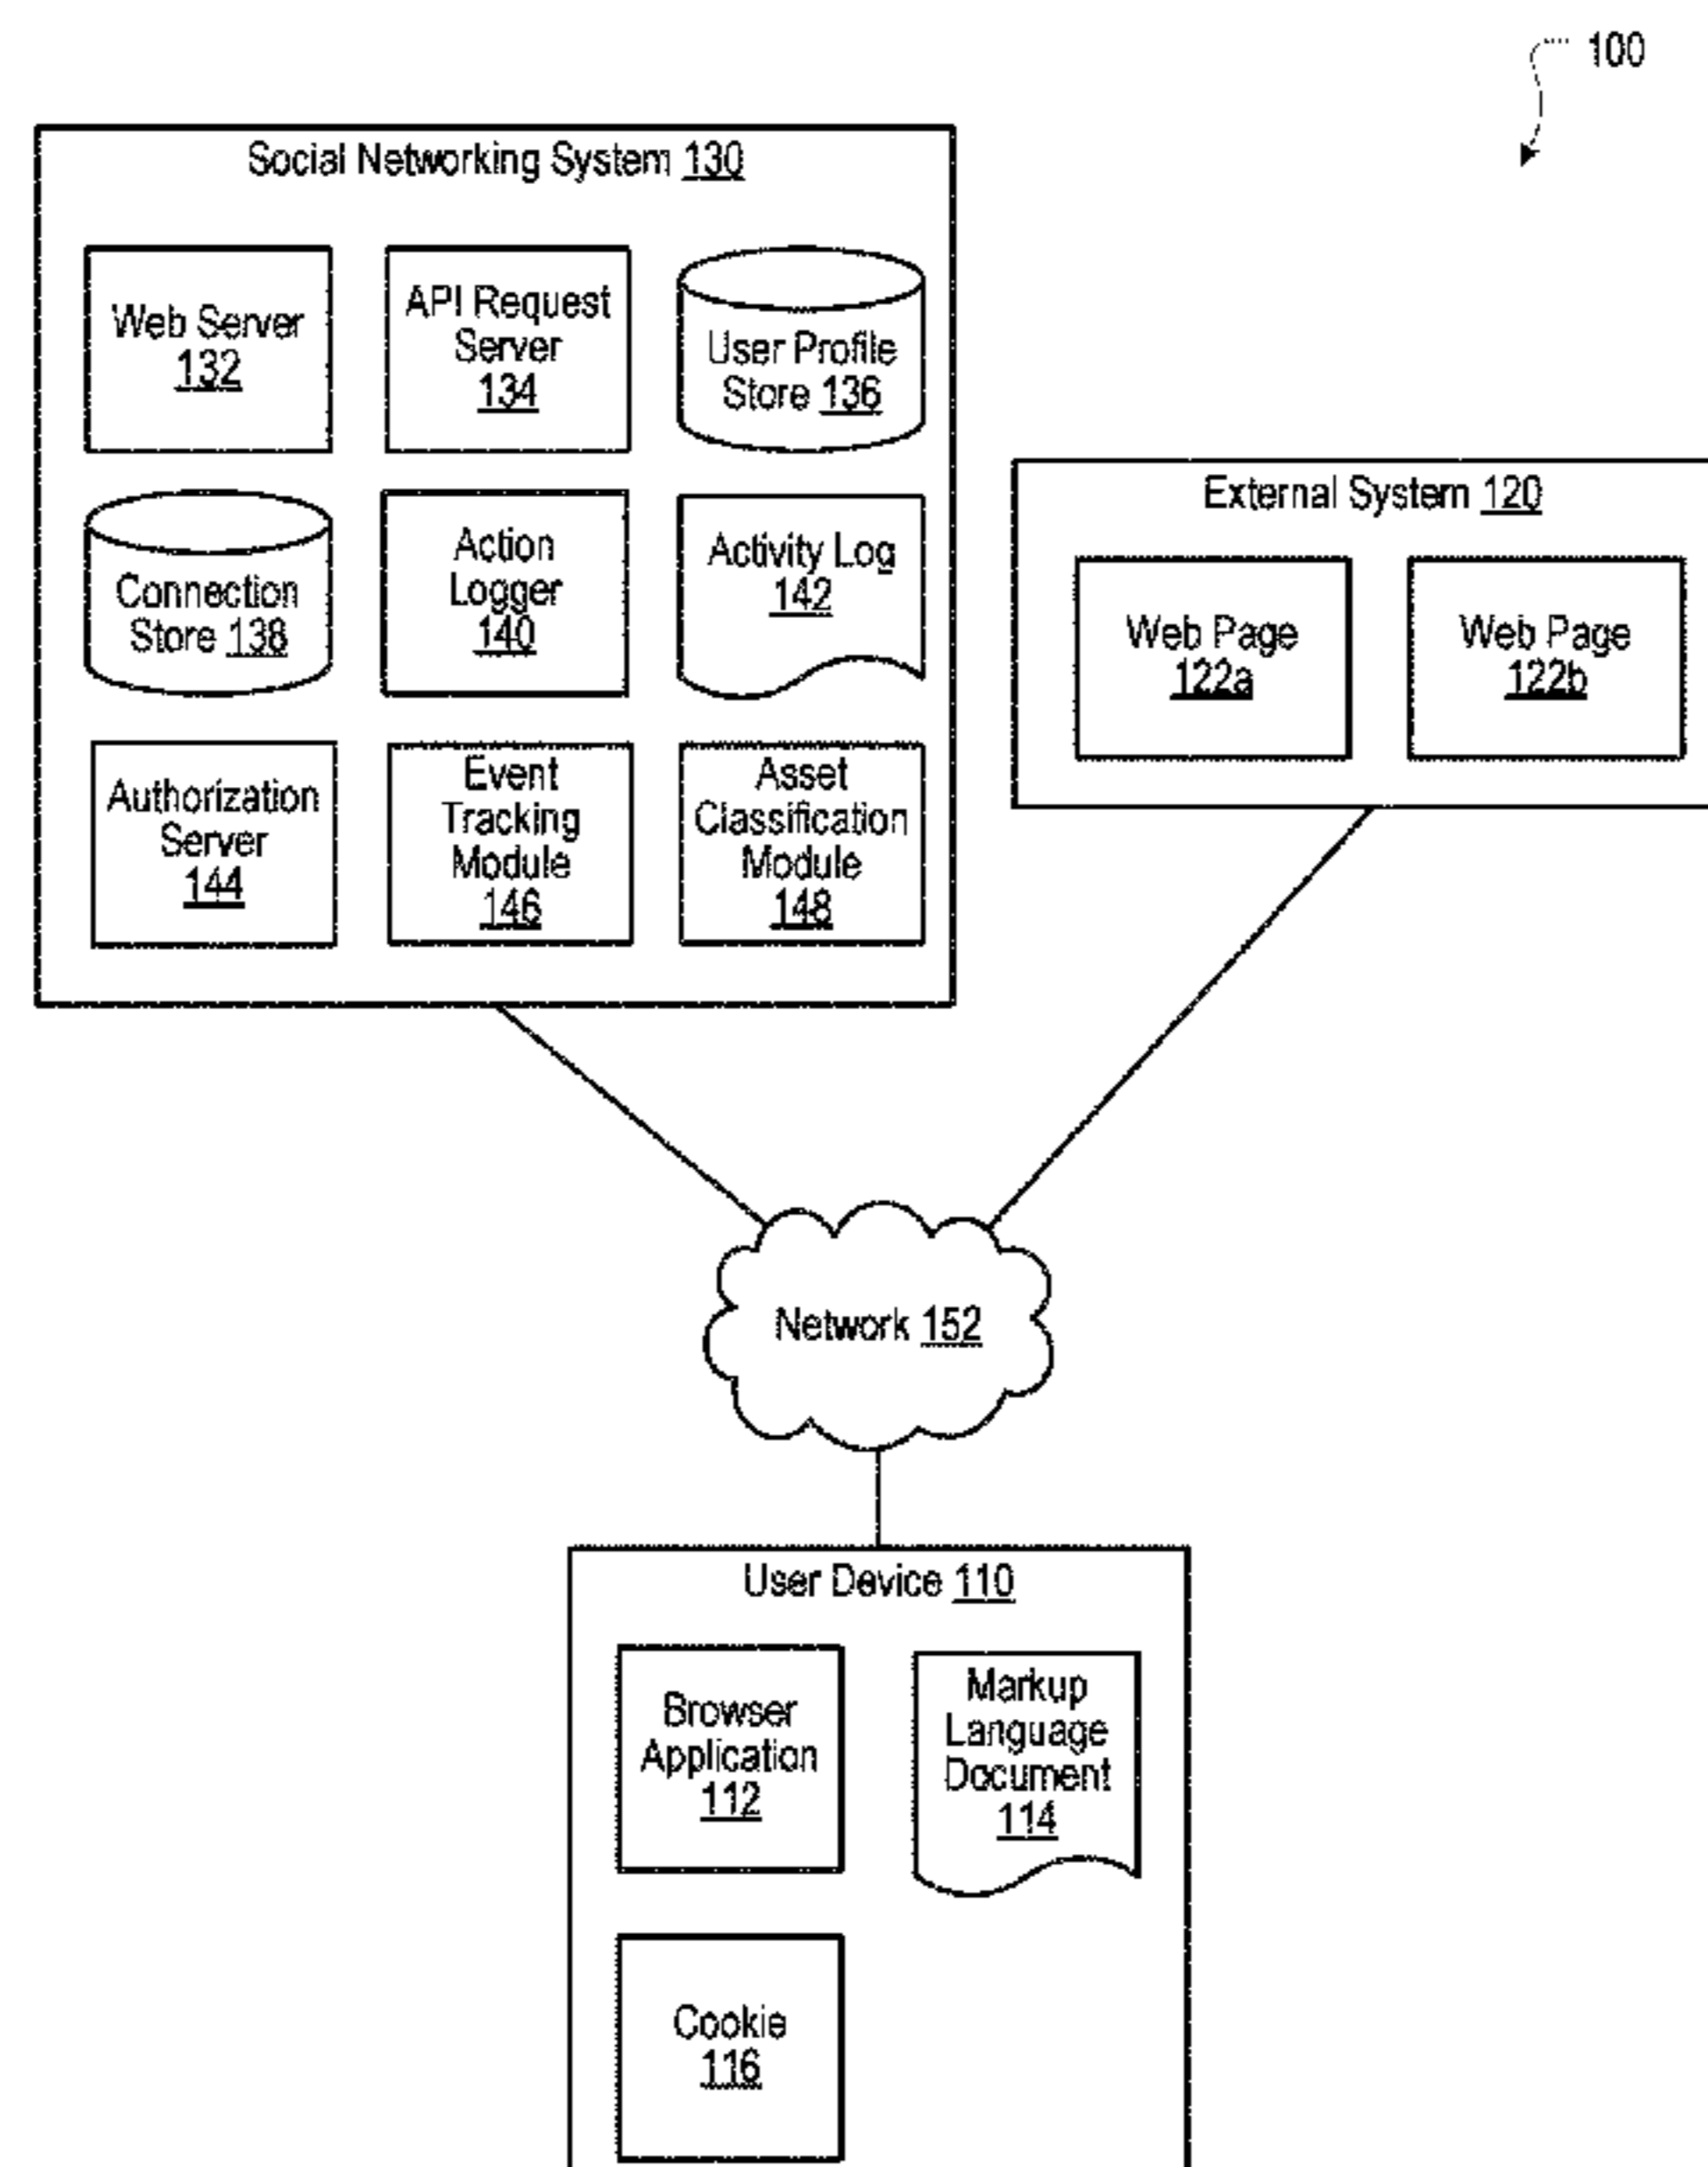 100
Social Networking System 130
Web Server
132
API Request
Server
134
User Profile
Store 136
Connection
Store 138
Action
Logger
140
Activity Log
142
Authorization
Server
144
Event
Tracking
Module
146
Asset
Classification
Module
148
External System 120
Web Page
122a
Web Page
122b
Network 152
User Device 110
Browser
Application
112
Markup
Language
Document
114
Cookie
116